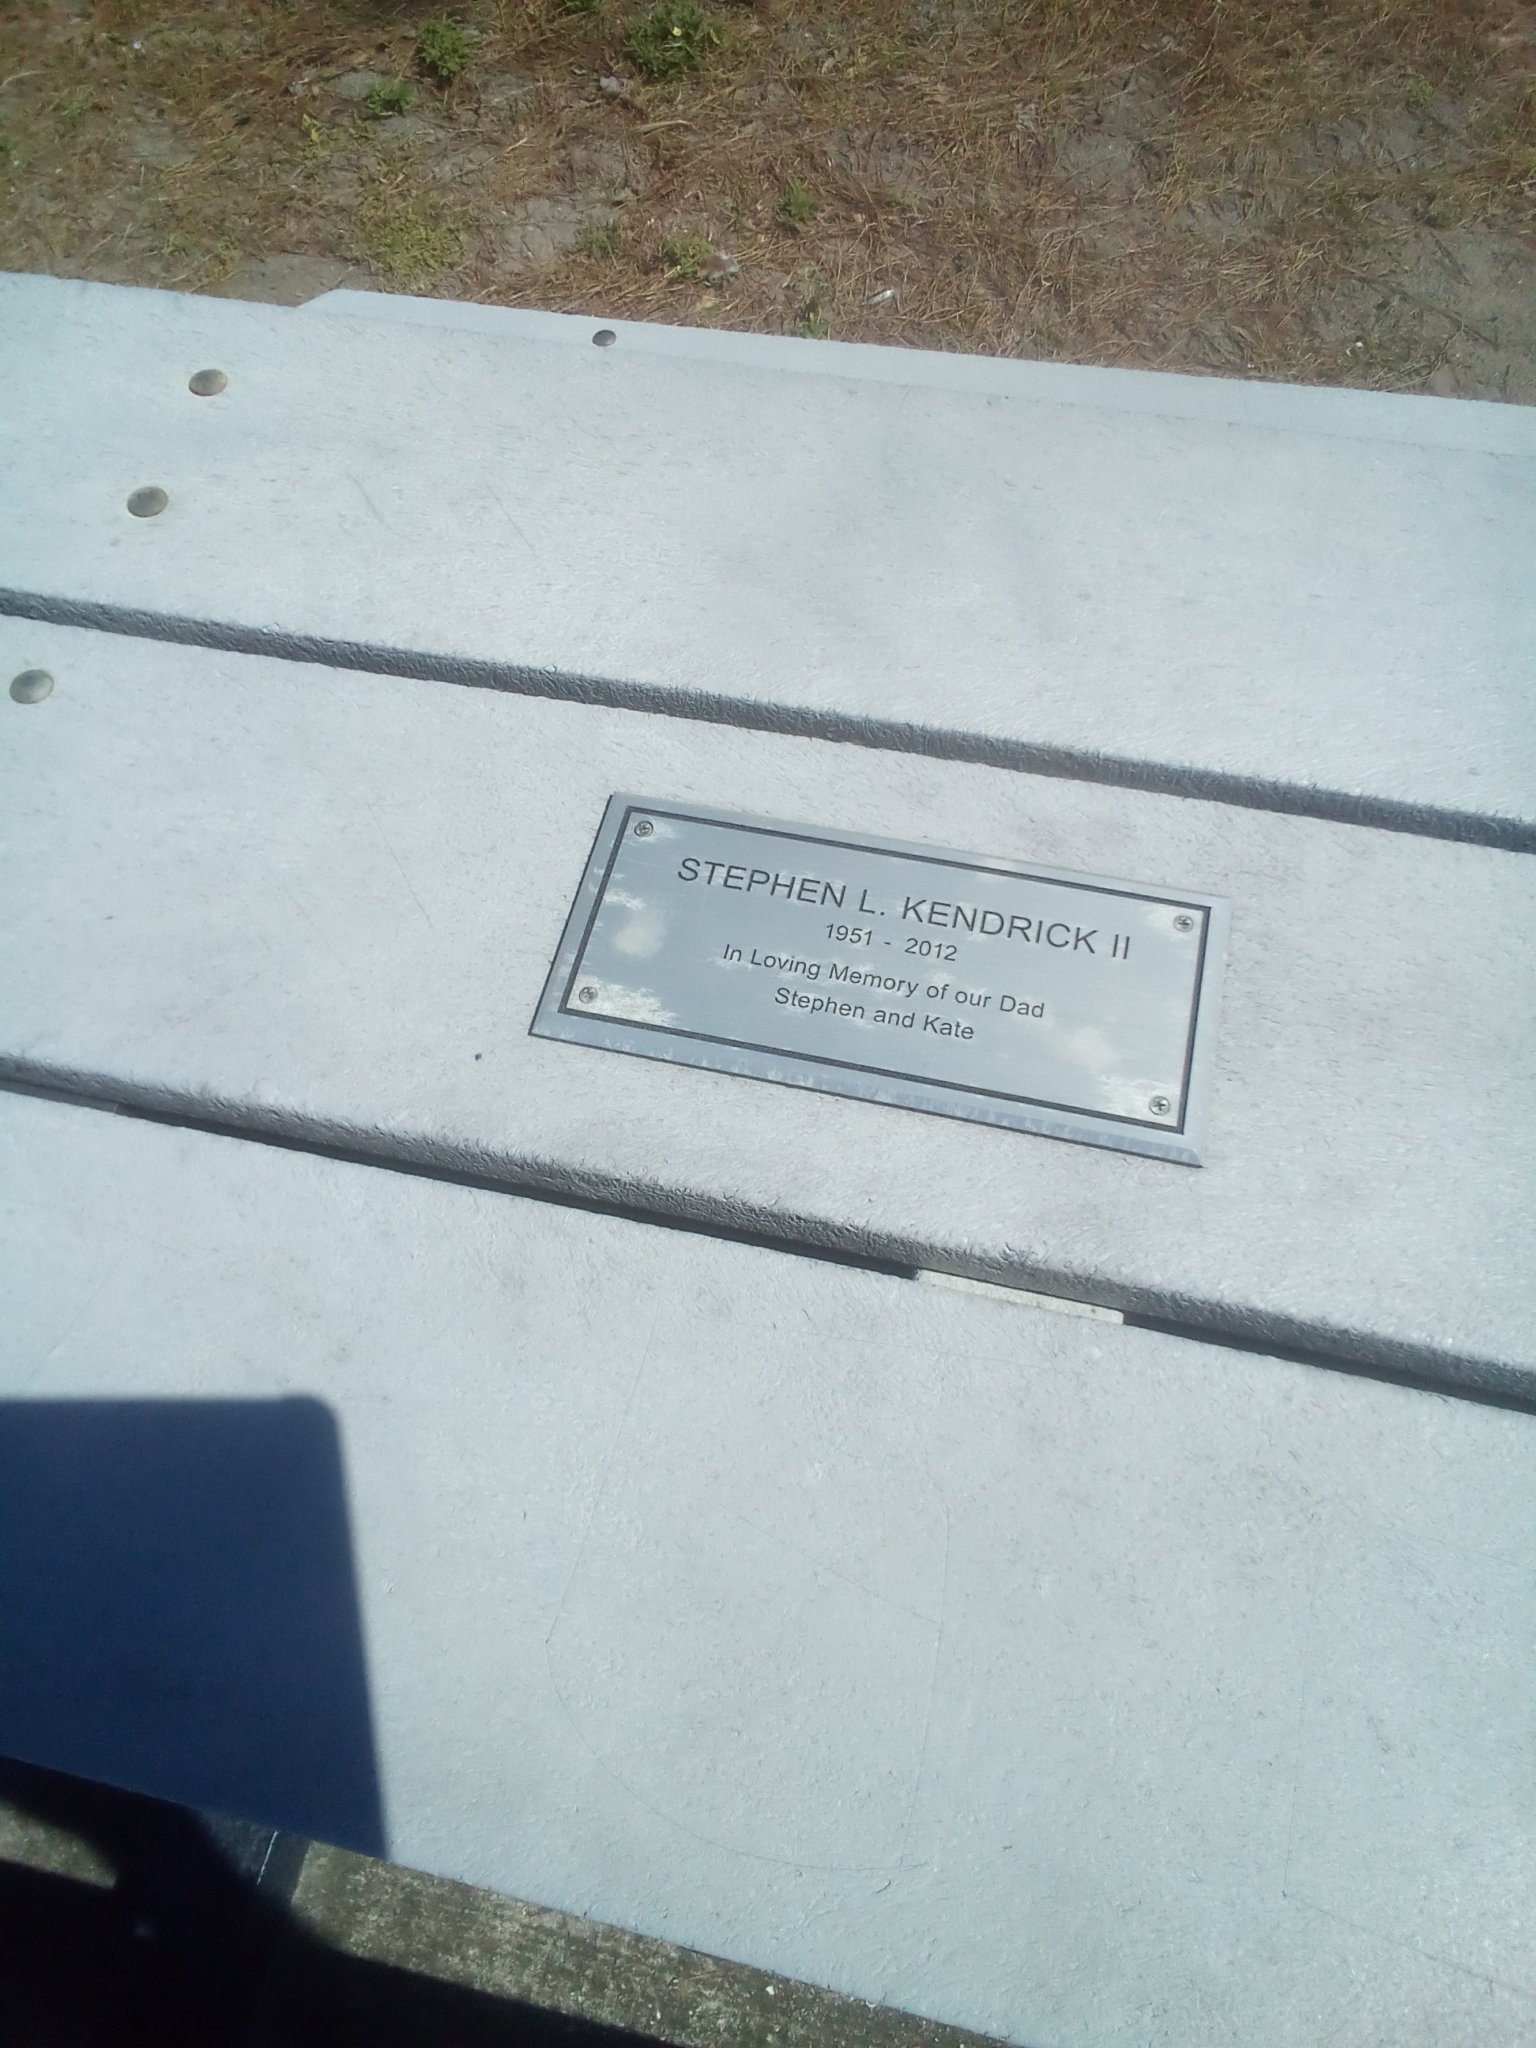 STEPHEN L. KENDRICK II
1951 - 2012
In Loving Memory of our Dad
Stephen and Kate